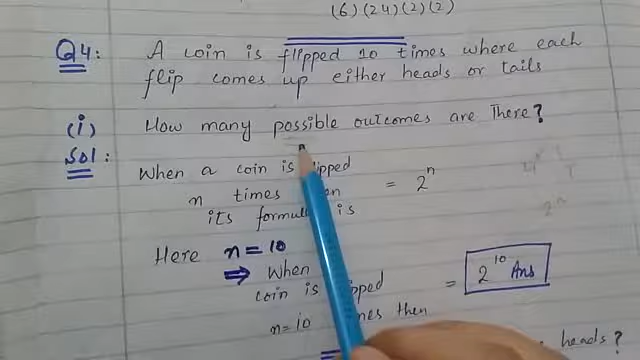 (6) (24) (2) (2)
Q4: A coin is flipped 10 times where each
flip comes up either heads or tails
(i) How many possible outcomes are there?
Sol:
When a coin is flipped
n times then = 2^n
its formula is
Here n = 10
⇒ When
coin is flipped = 2^10 Ans
n=10 times then
heads?